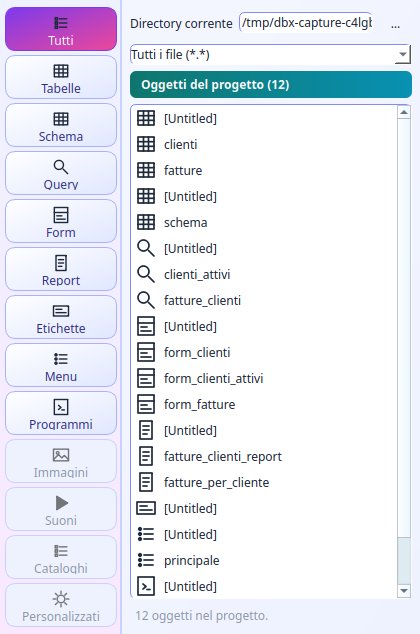 Tutti
Tabelle
Schema
Query
Form
Report
Etichette
Menu
Programmi
Immagini
Suoni
Cataloghi
Personalizzati
Directory corrente /tmp/dbx-capture-c4lgb ...
Tutti i file (*.*)
Oggetti del progetto (12)
[Untitled]
clienti
fatture
[Untitled]
schema
[Untitled]
clienti_attivi
fatture_clienti
[Untitled]
form_clienti
form_clienti_attivi
form_fatture
[Untitled]
fatture_clienti_report
fatture_per_cliente
[Untitled]
[Untitled]
principale
[Untitled]
12 oggetti nel progetto.